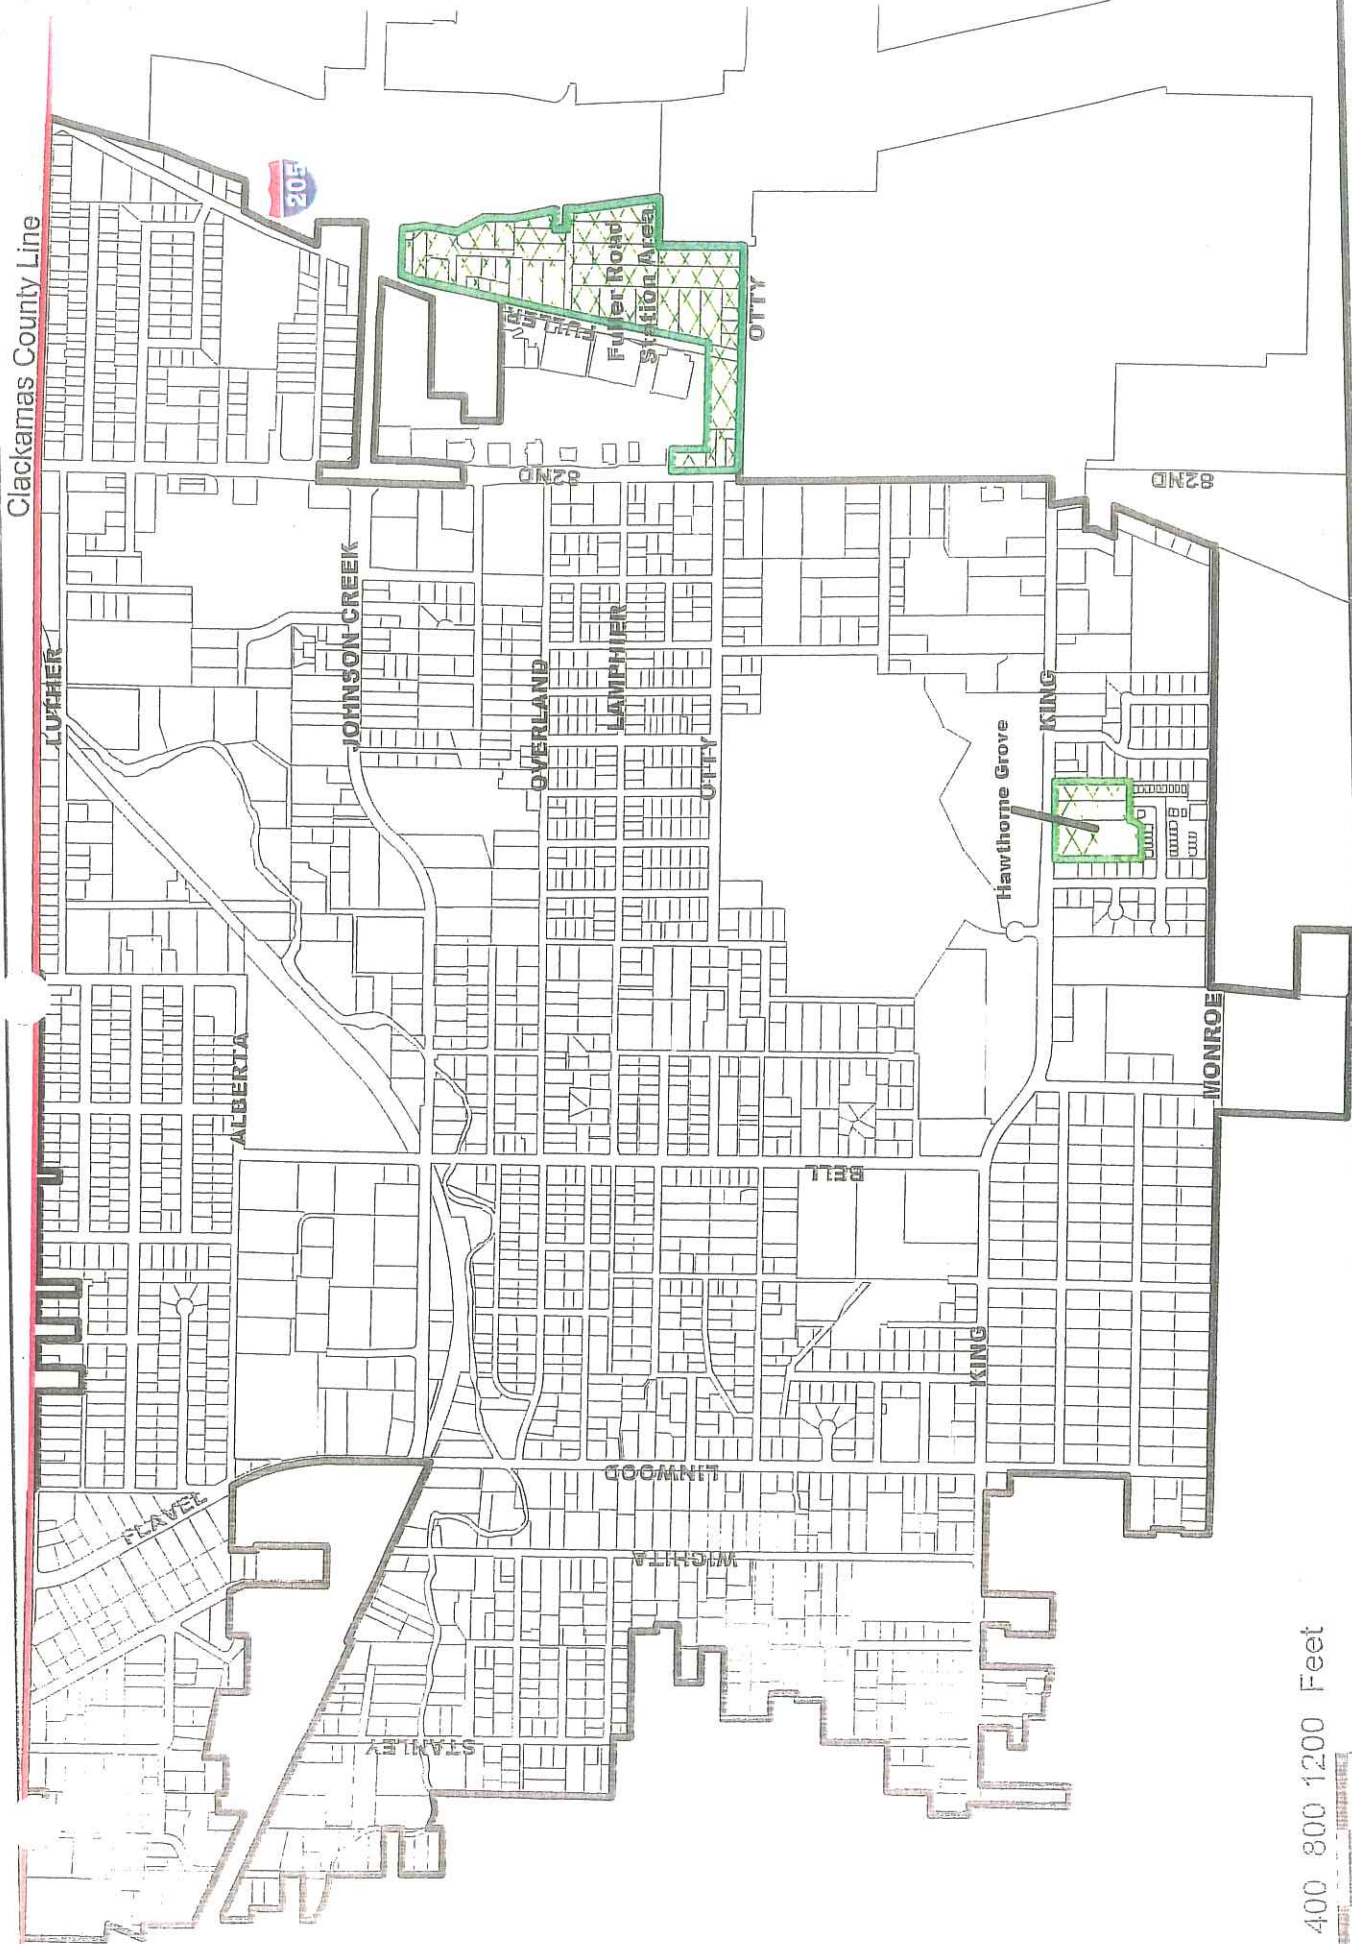 Clackamas County Line
205
LUTHER
ALBERTA
FLAVEL
JOHNSON CREEK
FULLER
Fuller Road
Station Area
82ND
OVERLAND
LAMPHIER
OTTY
OTTY
STANLEY
WICHITA
LINWOOD
BELL
Hawthorne Grove
KING
KING
82ND
MONROE
400 800 1200 Feet